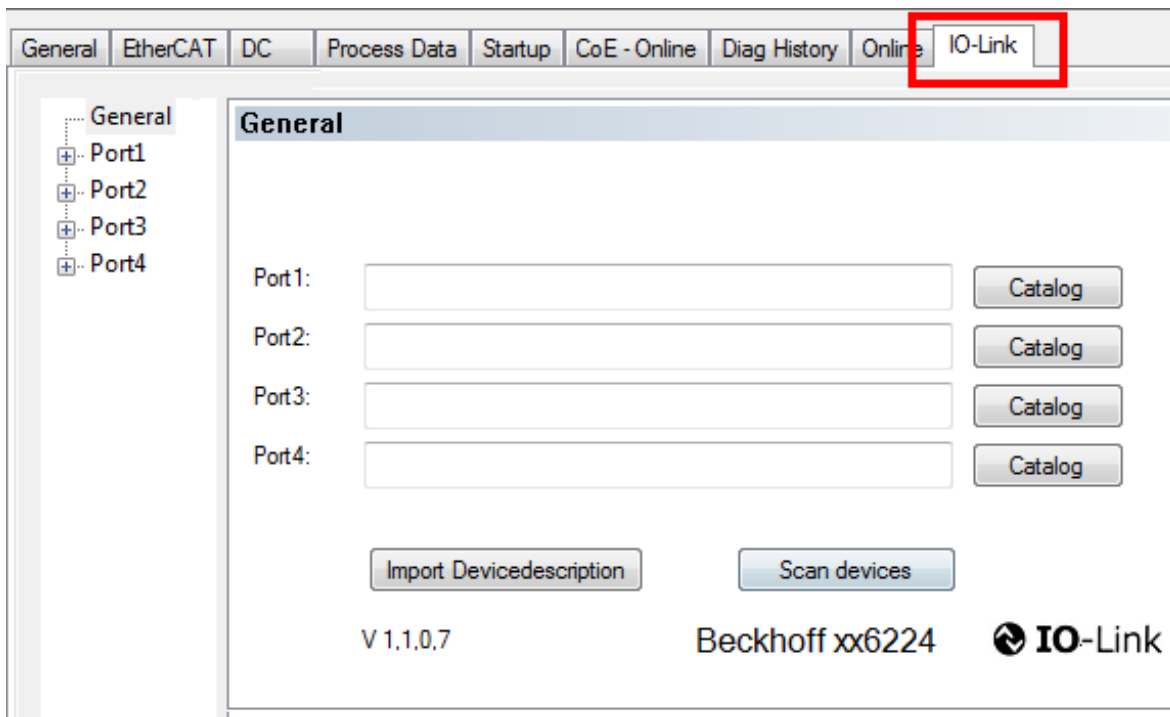 General EtherCAT DC Process Data Startup CoE - Online Diag History Online IO-Link
General
Port1
Port2
Port3
Port4
General
Port1: Catalog
Port2: Catalog
Port3: Catalog
Port4: Catalog
Import Devicedescription Scan devices
V 1,1,0,7 Beckhoff xx6224 IO-Link